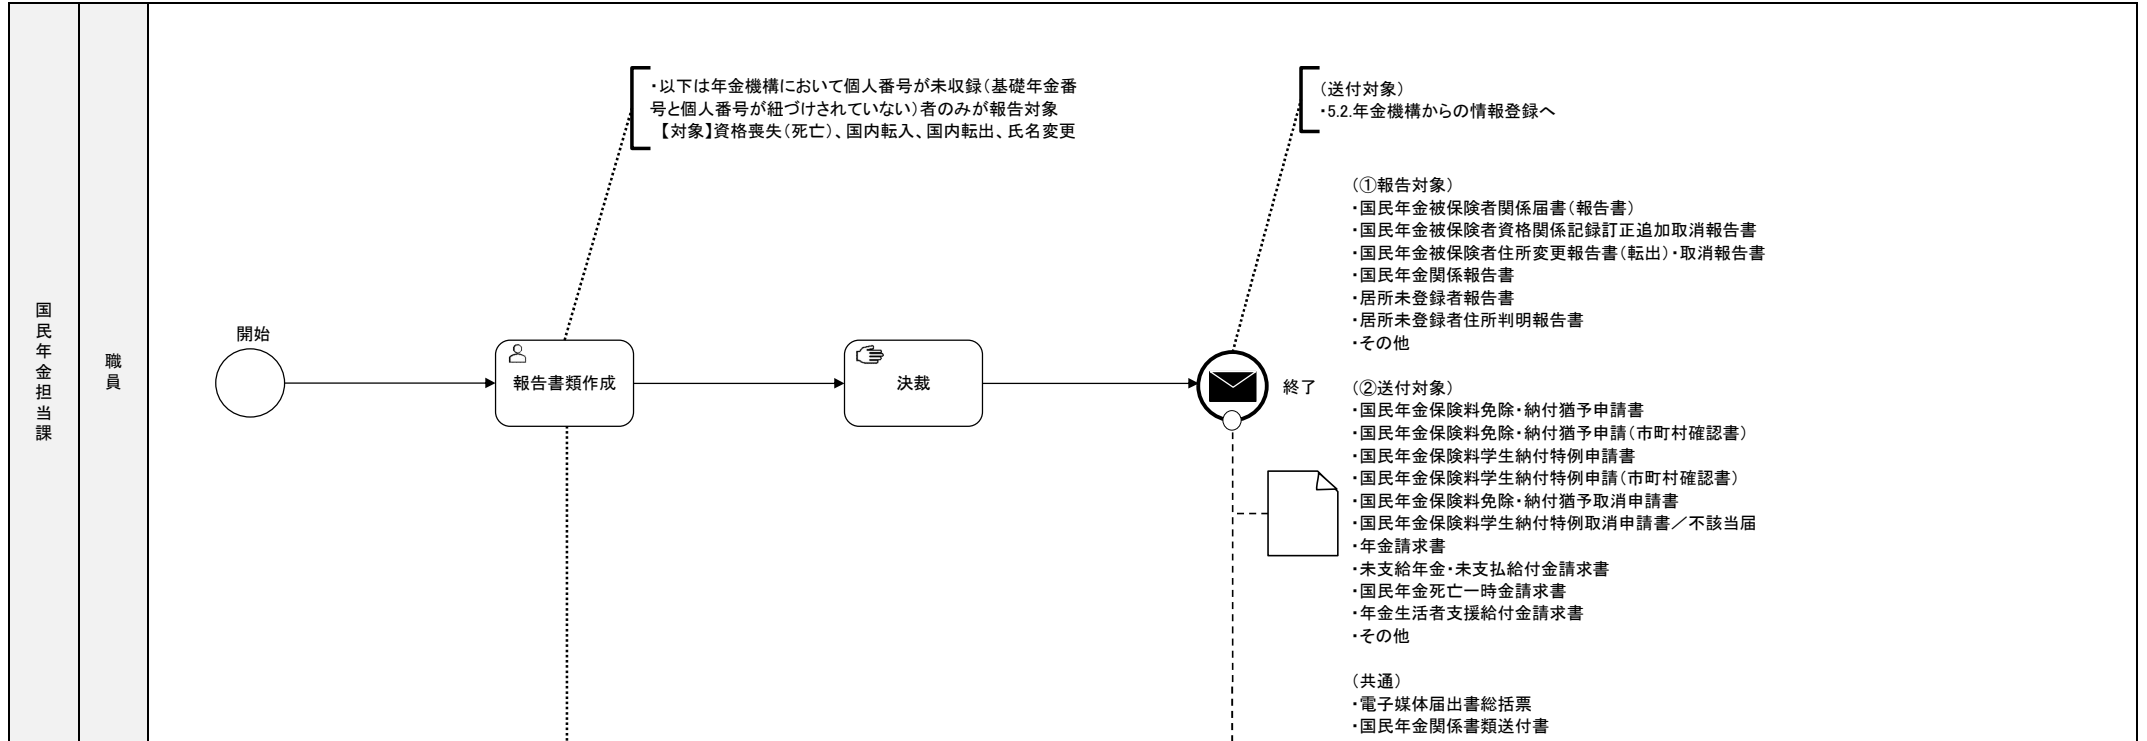 国民年金担当課
職員
・以下は年金機構において個人番号が未収録（基礎年金番
号と個人番号が紐づけされていない）者のみが報告対象
【対象】資格喪失（死亡）、国内転入、国内転出、氏名変更
（送付対象）
・5.2.年金機構からの情報登録へ
開始
報告書類作成
決裁
終了
（①報告対象）
・国民年金被保険者関係届書（報告書）
・国民年金被保険者資格関係記録訂正追加取消報告書
・国民年金被保険者住所変更報告書（転出）・取消報告書
・国民年金関係報告書
・居所未登録者報告書
・居所未登録者住所判明報告書
・その他
（②送付対象）
・国民年金保険料免除・納付猶予申請書
・国民年金保険料免除・納付猶予申請（市町村確認書）
・国民年金保険料学生納付特例申請書
・国民年金保険料学生納付特例申請（市町村確認書）
・国民年金保険料免除・納付猶予取消申請書
・国民年金保険料学生納付特例取消申請書／不該当届
・年金請求書
・未支給年金・未支払給付金請求書
・国民年金死亡一時金請求書
・年金生活者支援給付金請求書
・その他
（共通）
・電子媒体届出書総括票
・国民年金関係書類送付書